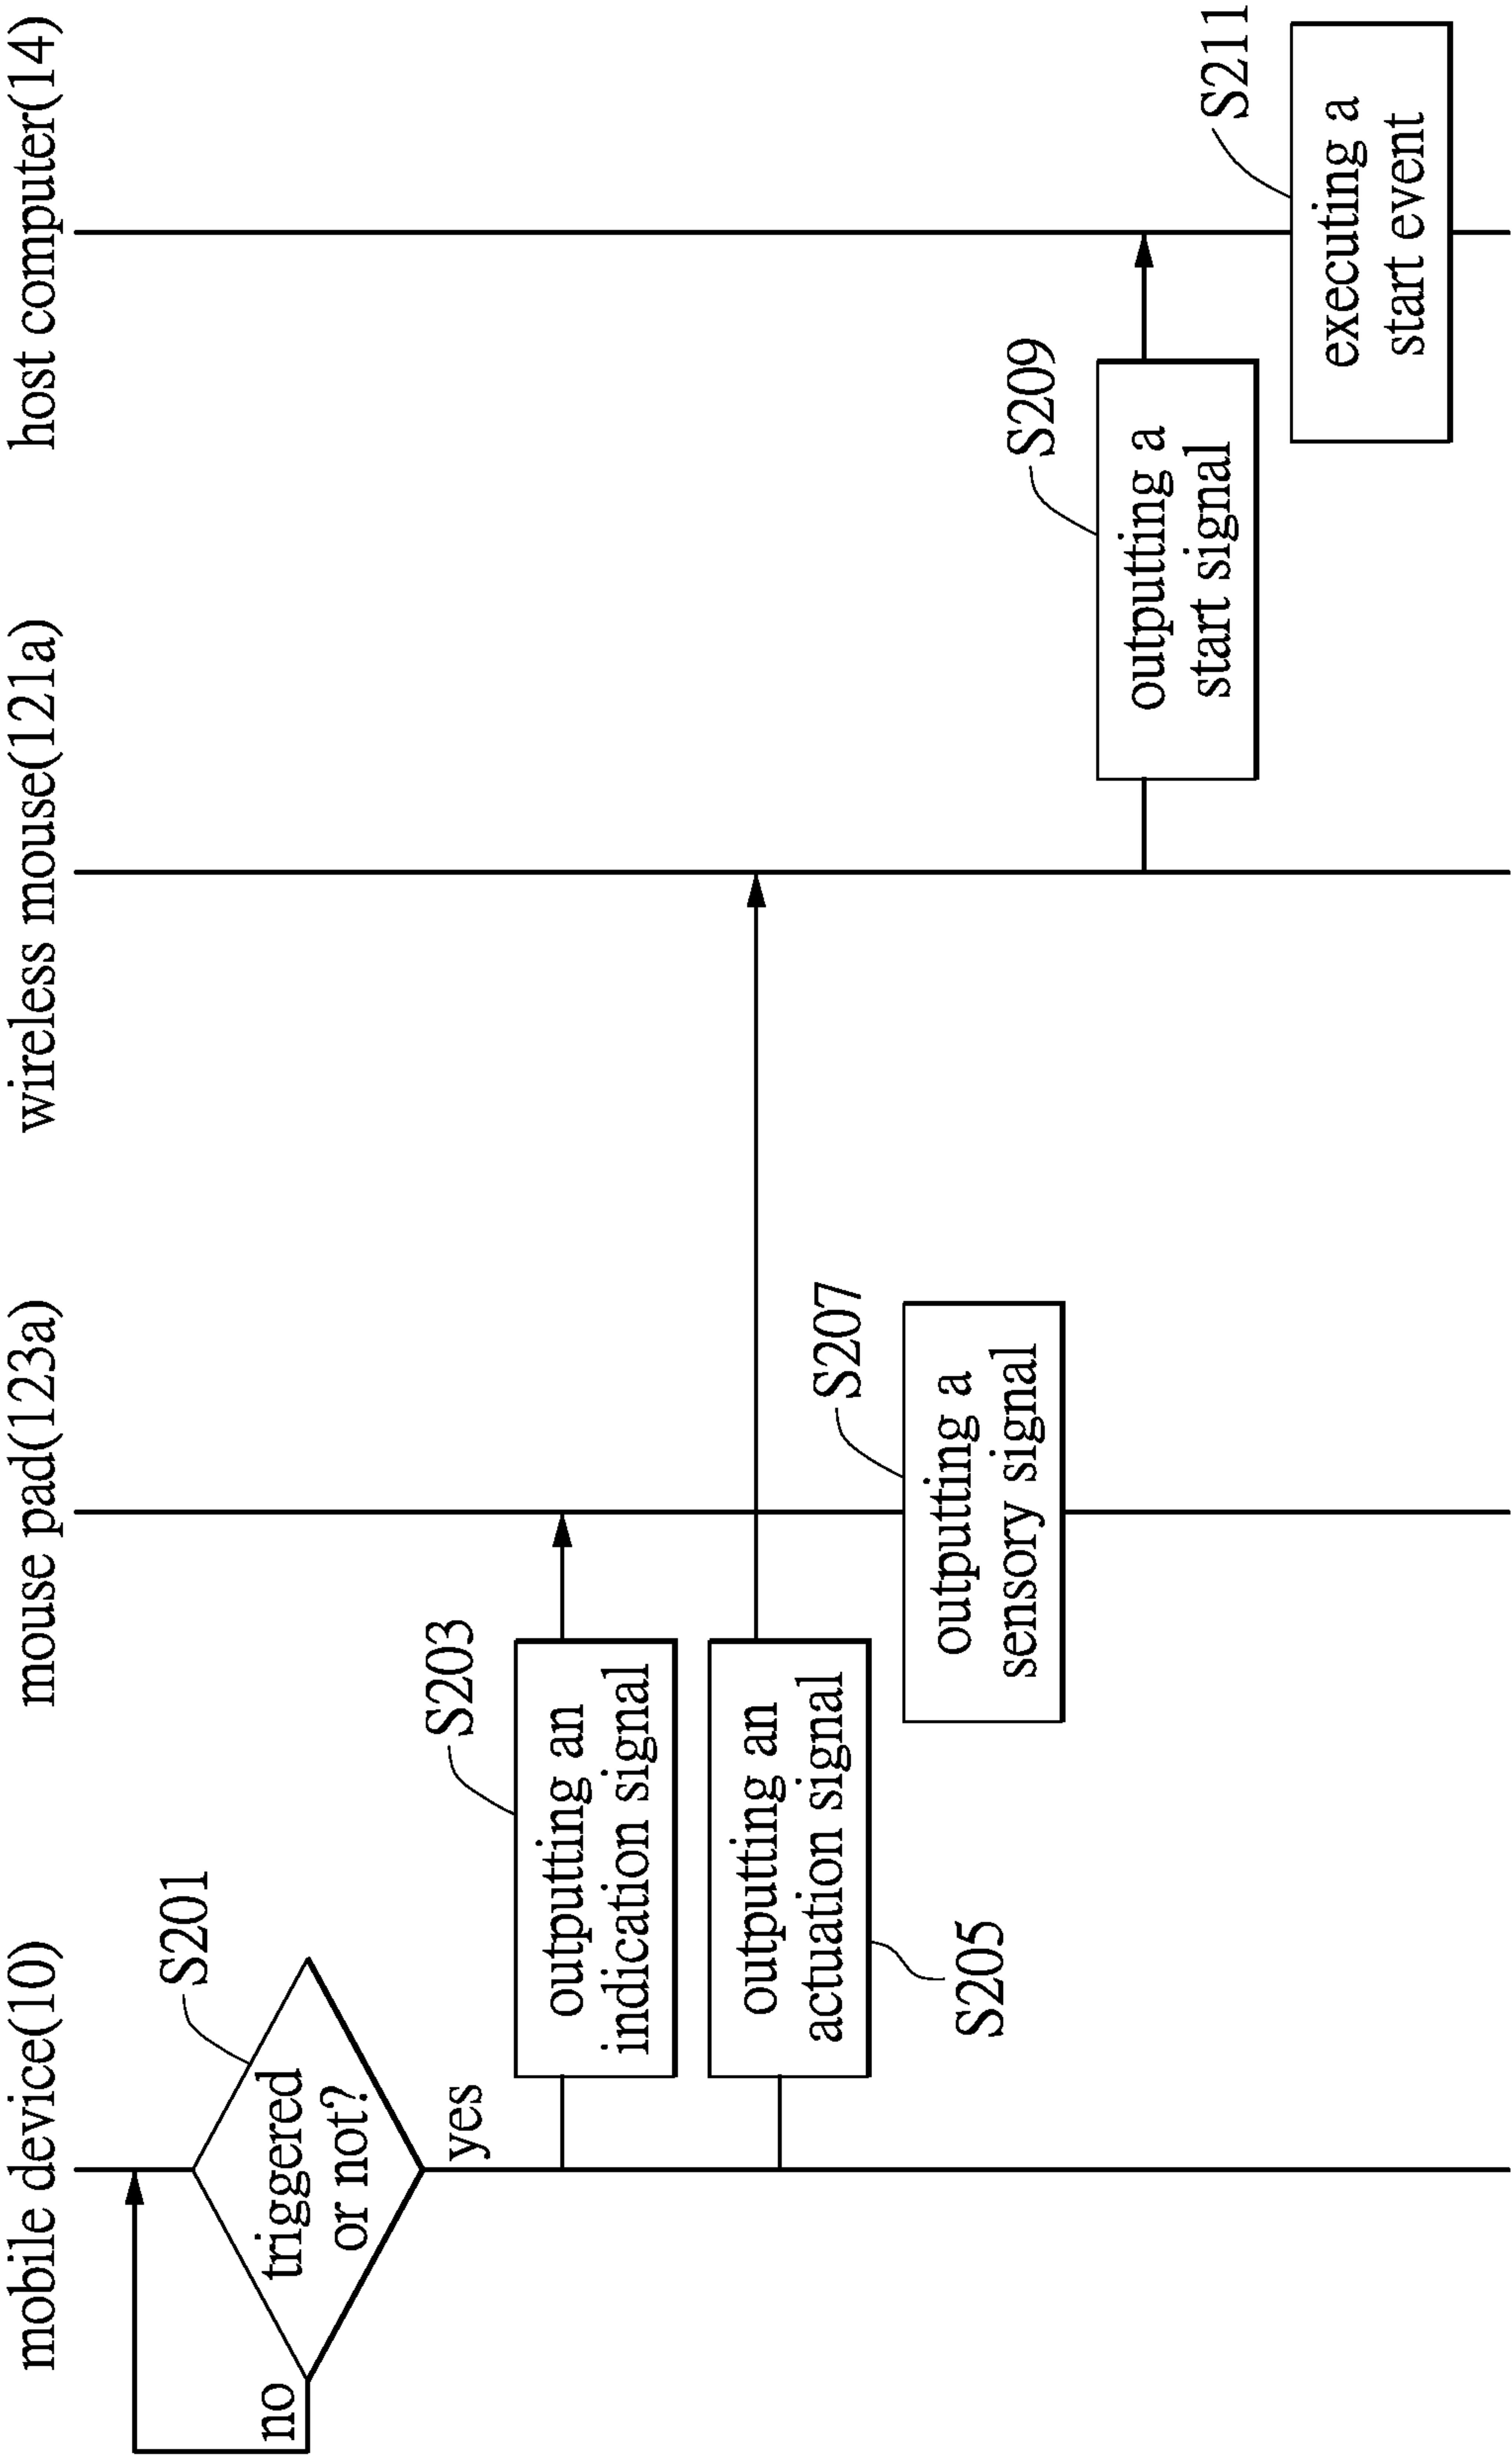 mobile device(10)
mouse pad(123a)
wireless mouse(121a)
host computer(14)
S201
triggered
or not?
no
yes
S203
outputting an
indication signal
outputting an
actuation signal
S205
S207
outputting a
sensory signal
S209
outputting a
start signal
S211
executing a
start event